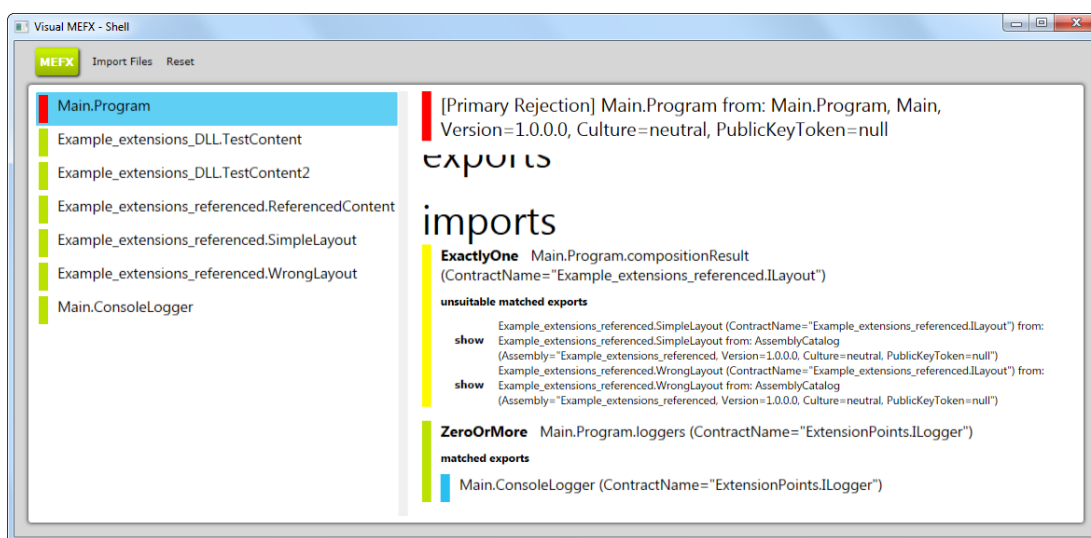 Visual MEFX - Shell
MEFX Import Files Reset
Main.Program
Example_extensions_DLL.TestContent
Example_extensions_DLL.TestContent2
Example_extensions_referenced.ReferencedContent
Example_extensions_referenced.SimpleLayout
Example_extensions_referenced.WrongLayout
Main.ConsoleLogger
[Primary Rejection] Main.Program from: Main.Program, Main,
Version=1.0.0.0, Culture=neutral, PublicKeyToken=null
exports
imports
ExactlyOne Main.Program.compositionResult
(ContractName="Example_extensions_referenced.ILayout")
unsuitable matched exports
Example_extensions_referenced.SimpleLayout (ContractName="Example_extensions_referenced.ILayout") from:
show Example_extensions_referenced.SimpleLayout from: AssemblyCatalog
(Assembly="Example_extensions_referenced, Version=1.0.0.0, Culture=neutral, PublicKeyToken=null")
Example_extensions_referenced.WrongLayout (ContractName="Example_extensions_referenced.ILayout") from:
show Example_extensions_referenced.WrongLayout from: AssemblyCatalog
(Assembly="Example_extensions_referenced, Version=1.0.0.0, Culture=neutral, PublicKeyToken=null")
ZeroOrMore Main.Program.loggers (ContractName="ExtensionPoints.ILogger")
matched exports
Main.ConsoleLogger (ContractName="ExtensionPoints.ILogger")